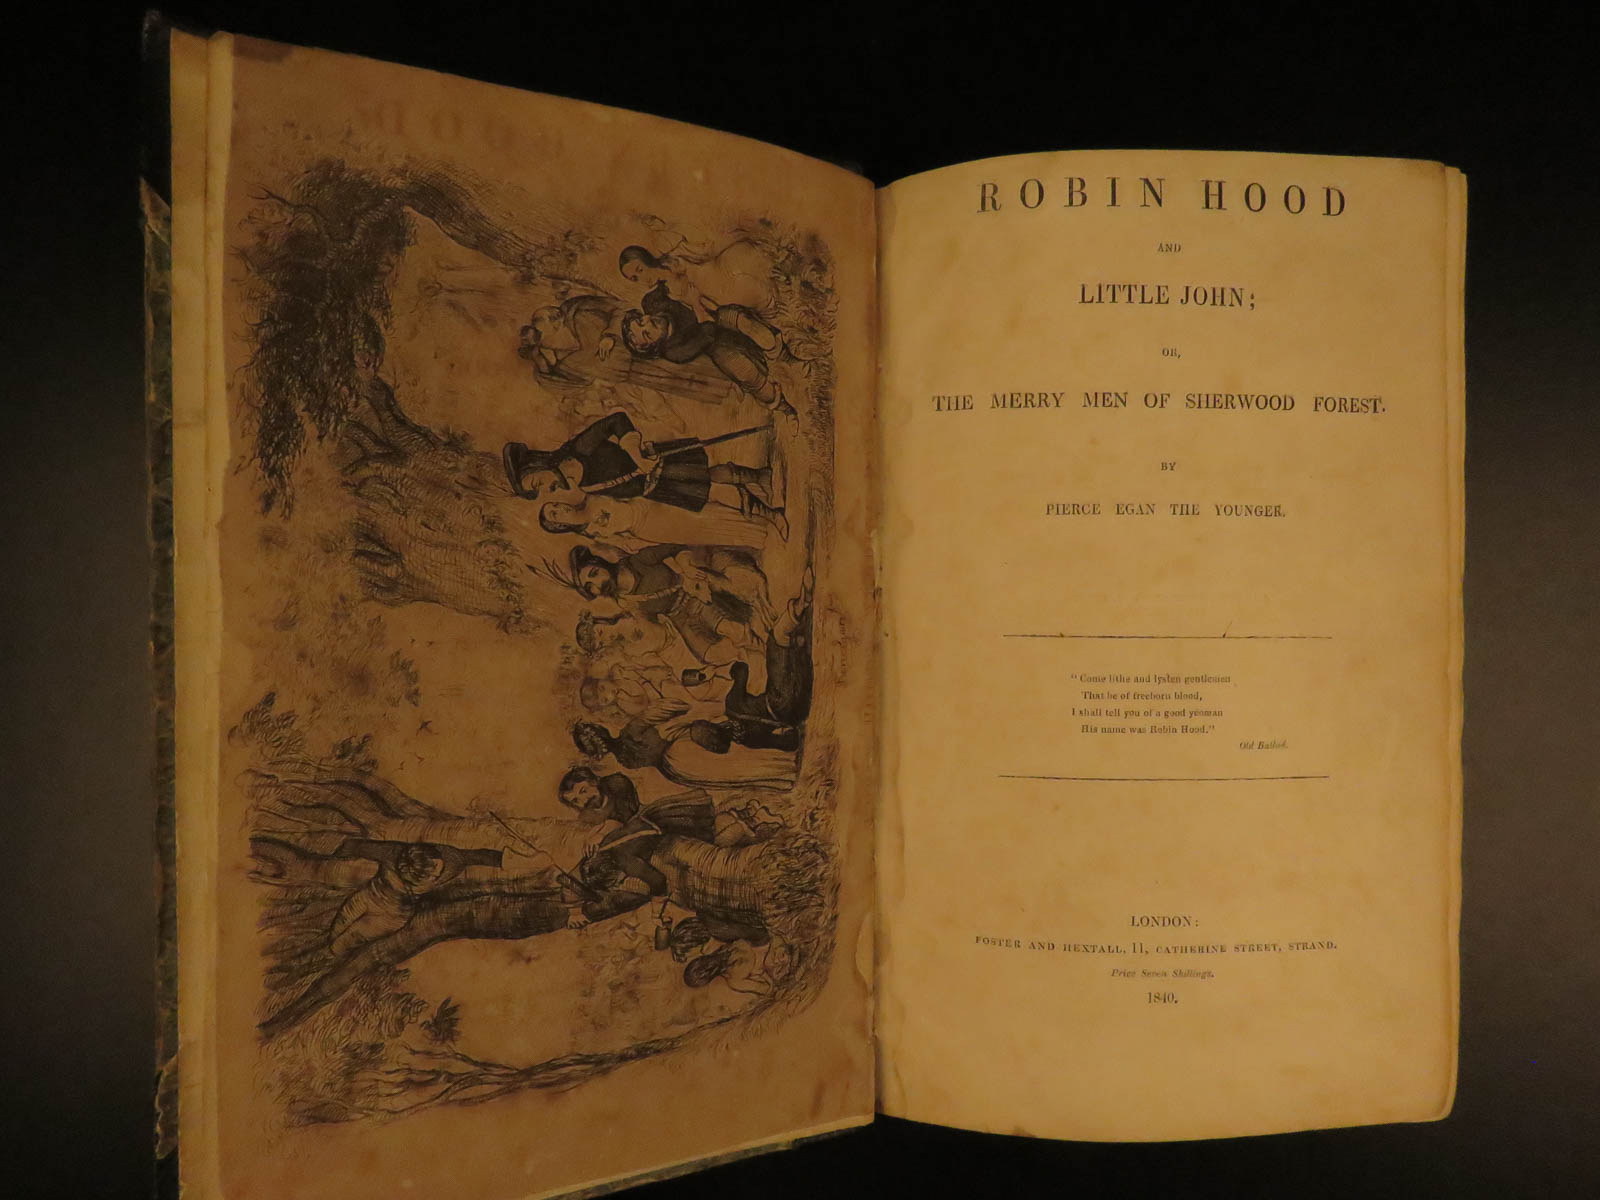 ROBIN HOOD
AND
LITTLE JOHN;
OR,
THE MERRY MEN OF SHERWOOD FOREST.
BY
PIERCE EGAN THE YOUNGER.
"Come lithe and lysten gentlemen
That be of freeborn blood,
I shall tell you of a good yeoman
His name was Robin Hood."
Old Ballad.
LONDON:
FOSTER AND HEXTALL, 11, CATHERINE STREET, STRAND.
Price Seven Shillings.
1840.